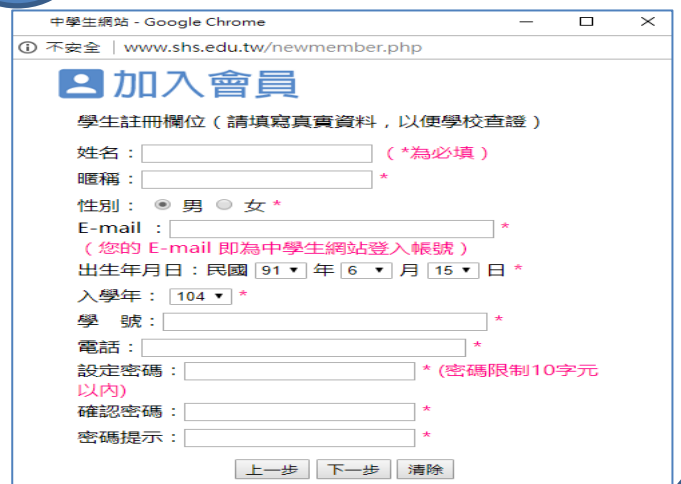 中學生網站 - Google Chrome
不安全 | www.shs.edu.tw/newmember.php
加入會員
學生註冊欄位（請填寫真實資料，以便學校查證）
姓名： （*為必填）
暱稱： *
性別： 男 女 *
E-mail ： *
（您的 E-mail 即為中學生網站登入帳號）
出生年月日：民國 91 年 6 月 15 日 *
入學年： 104 *
學 號： *
電話： *
設定密碼： * (密碼限制10字元
以內)
確認密碼： *
密碼提示： *
上一步 下一步 清除